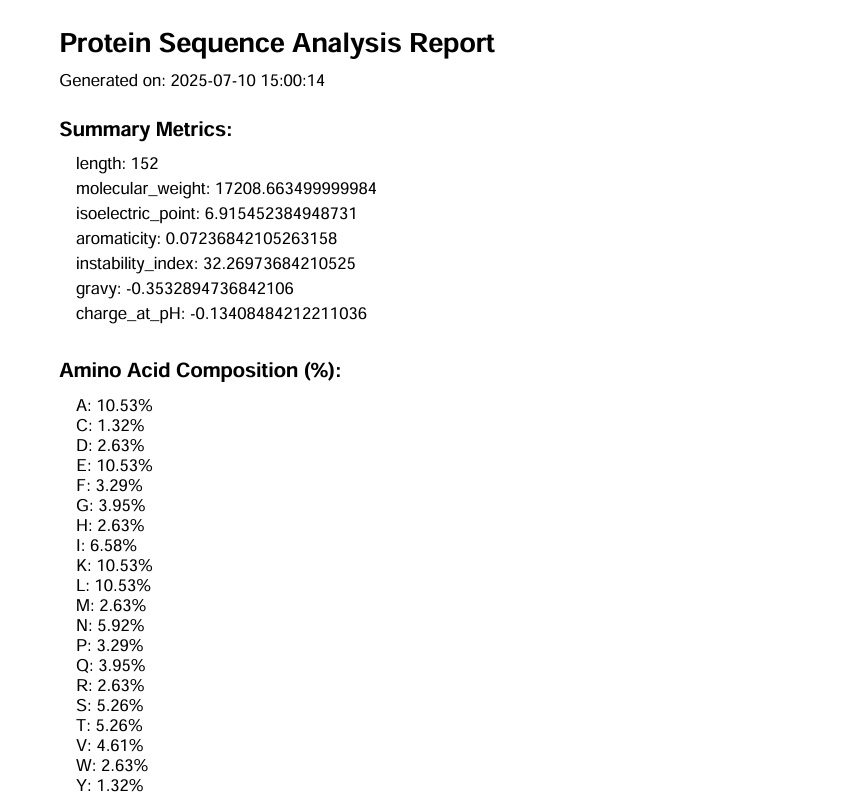 Protein Sequence Analysis Report
Generated on: 2025-07-10 15:00:14
Summary Metrics:
length: 152
molecular_weight: 17208.663499999984
isoelectric_point: 6.915452384948731
aromaticity: 0.07236842105263158
instability_index: 32.26973684210525
gravy: -0.3532894736842106
charge_at_pH: -0.13408484212211036
Amino Acid Composition (%):
A: 10.53%
C: 1.32%
D: 2.63%
E: 10.53%
F: 3.29%
G: 3.95%
H: 2.63%
I: 6.58%
K: 10.53%
L: 10.53%
M: 2.63%
N: 5.92%
P: 3.29%
Q: 3.95%
R: 2.63%
S: 5.26%
T: 5.26%
V: 4.61%
W: 2.63%
Y: 1.32%